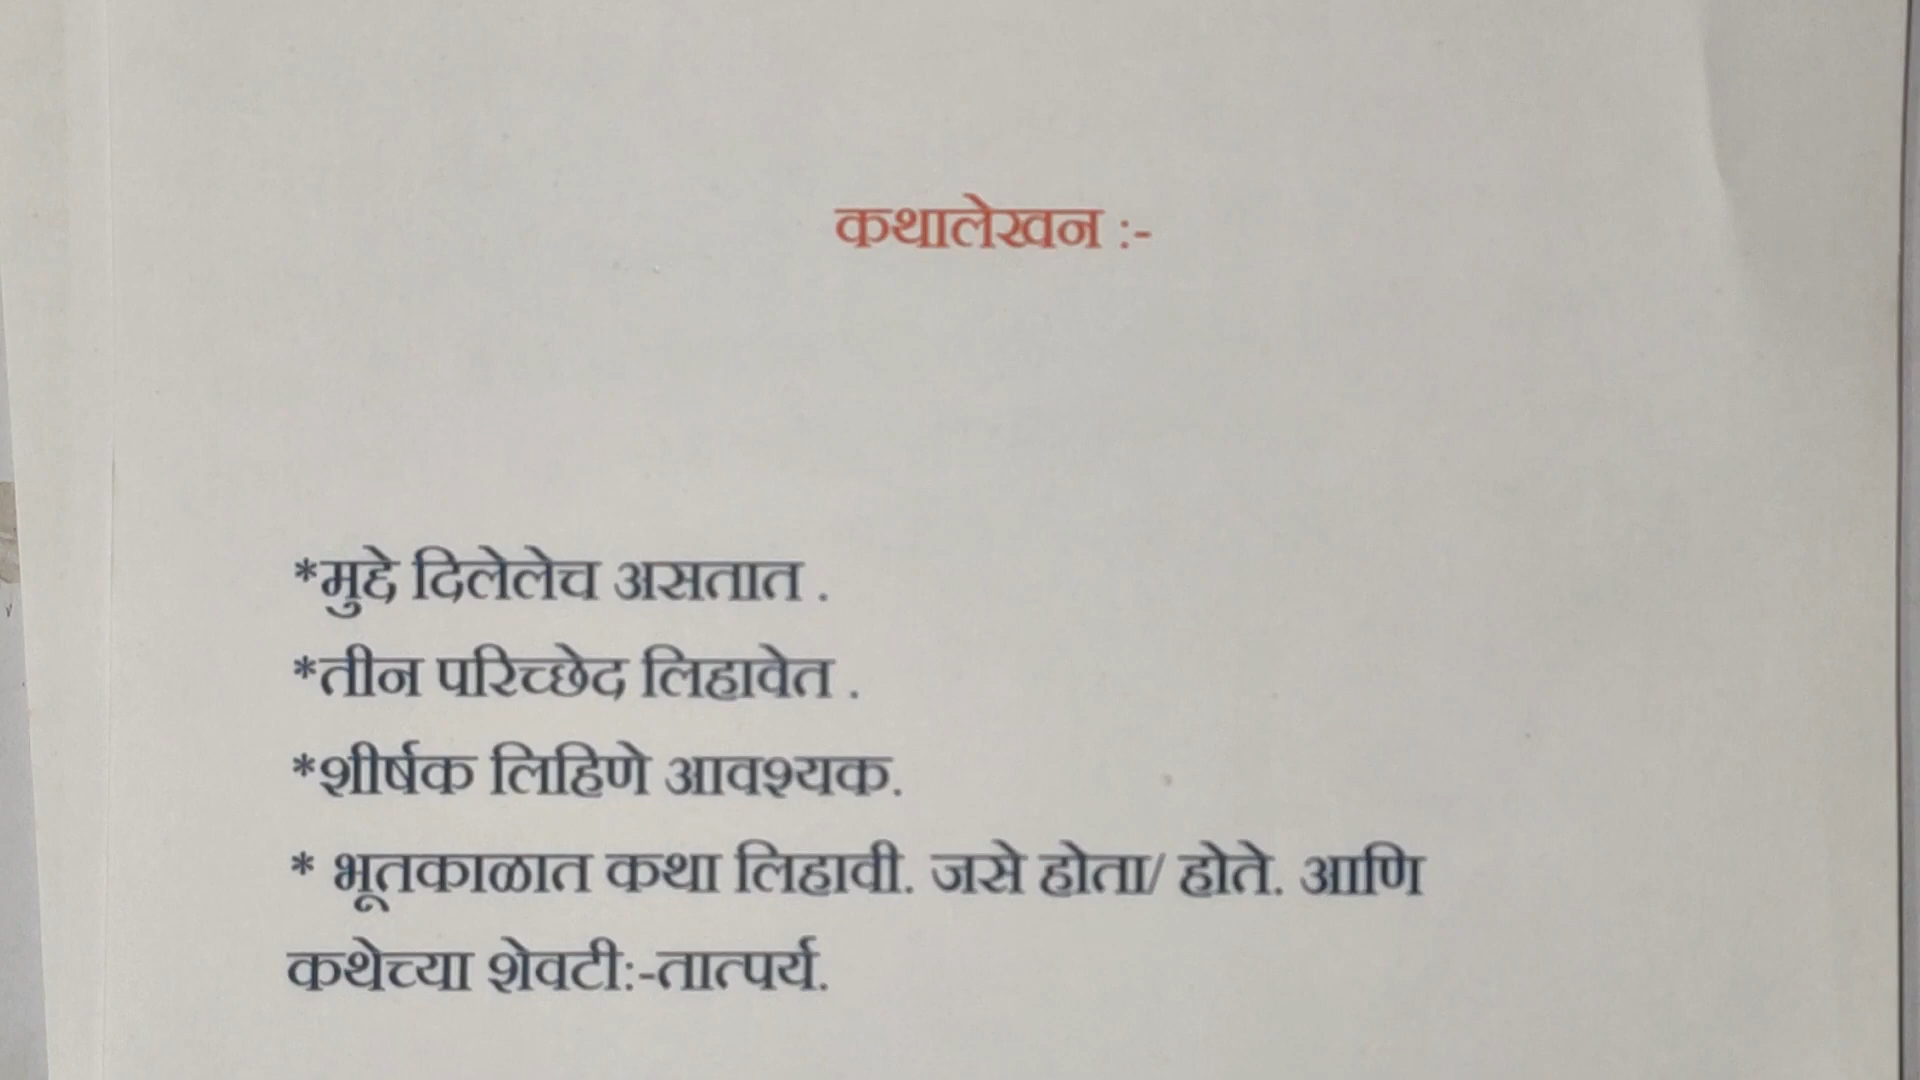 कथालेखन :-
*मुद्दे दिलेलेच असतात .
*तीन परिच्छेद लिहावेत .
*शीर्षक लिहिणे आवश्यक.
* भूतकाळात कथा लिहावी. जसे होता/ होते. आणि
कथेच्या शेवटी:-तात्पर्य.